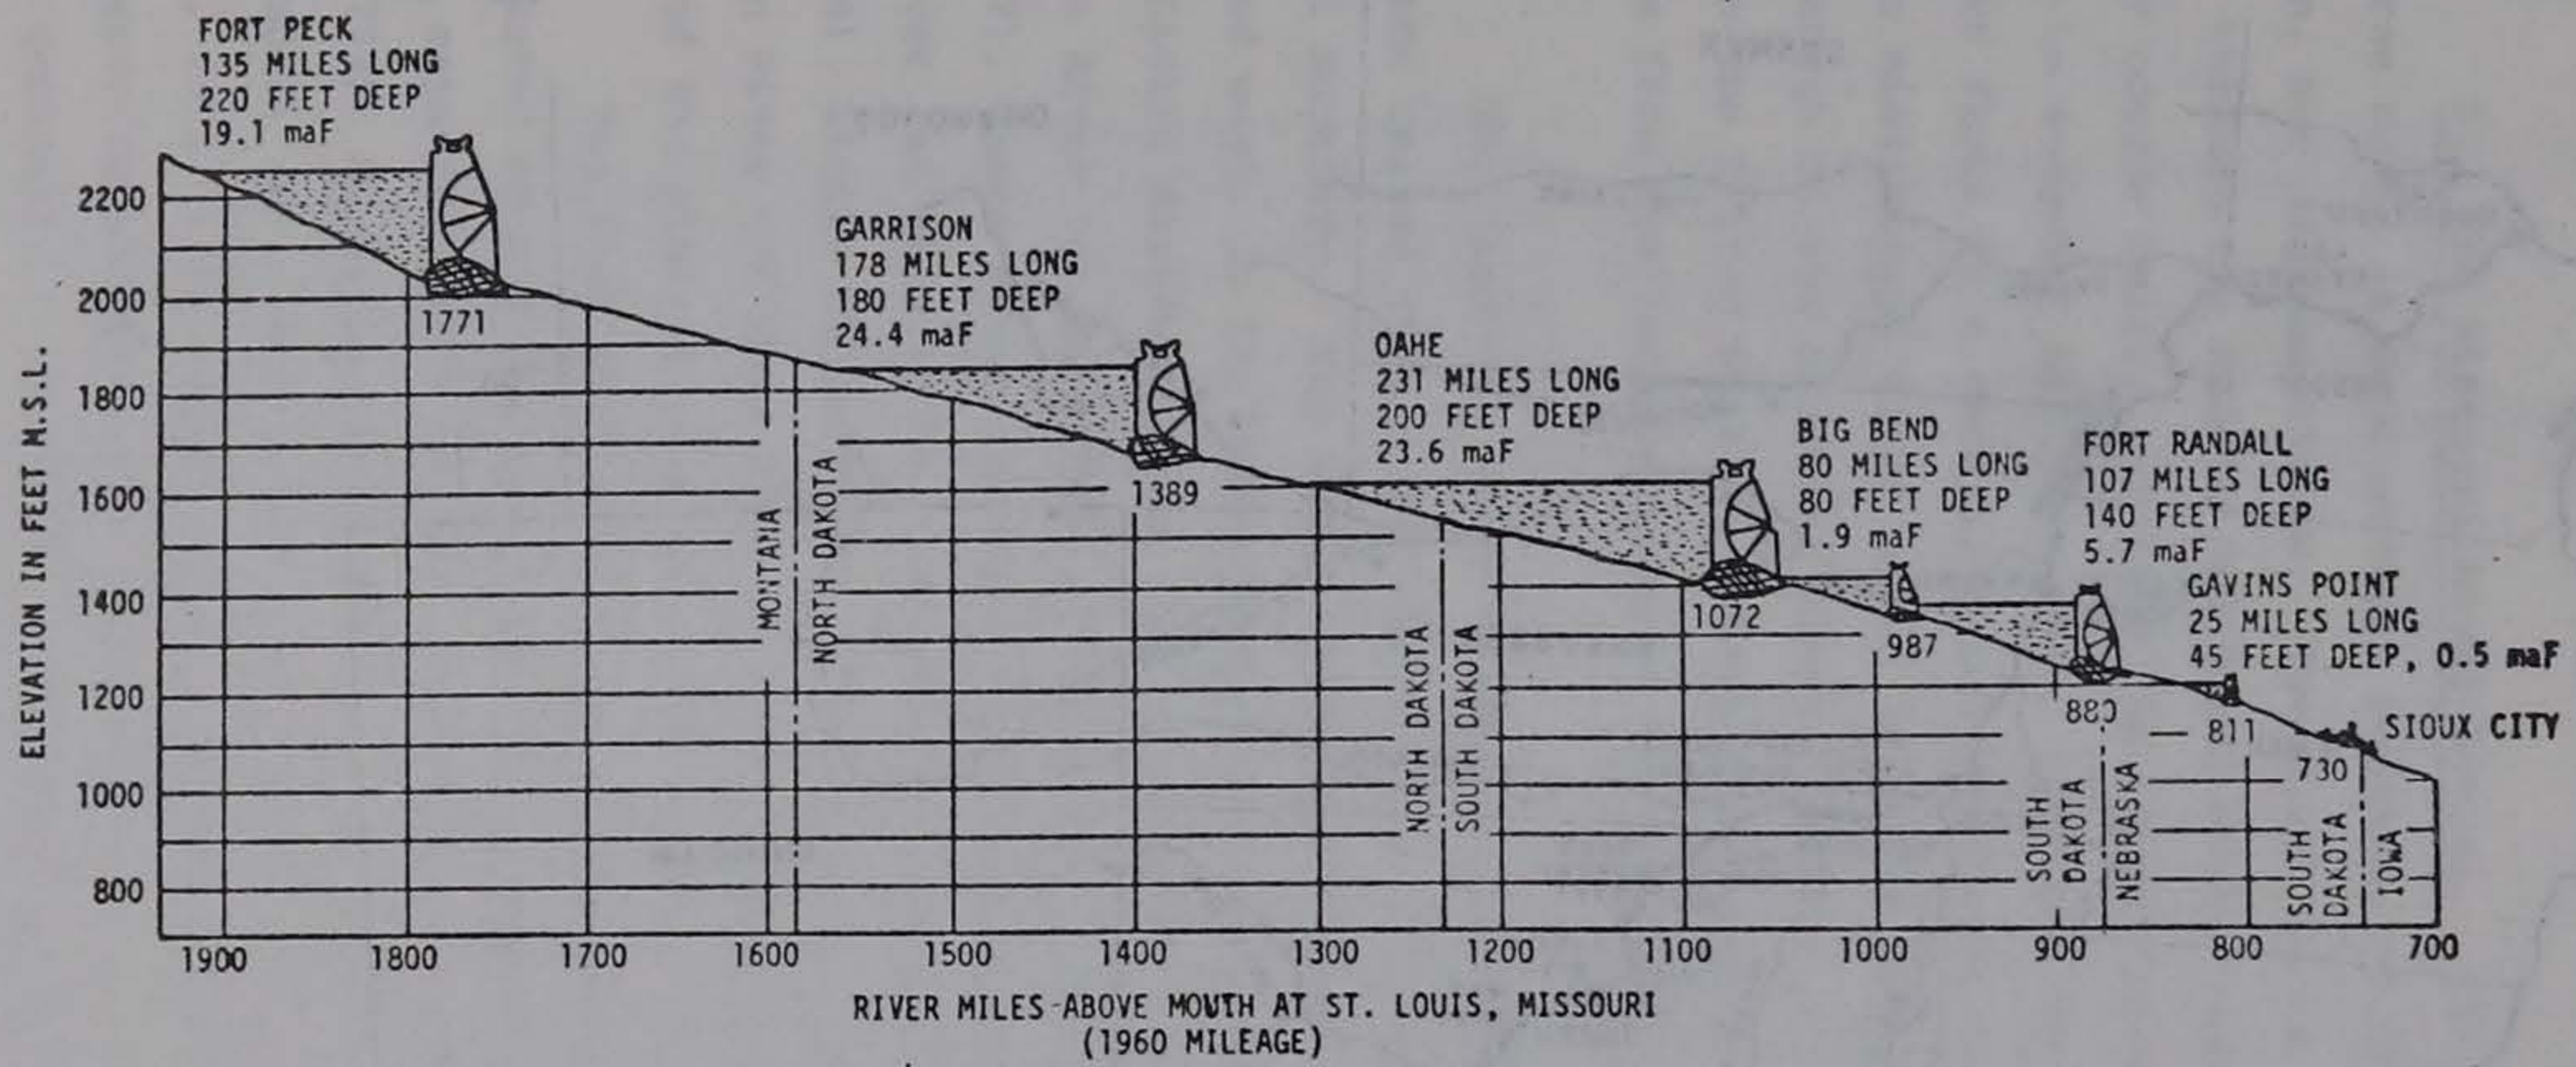 FORT PECK
135 MILES LONG
220 FEET DEEP
19.1 maF
GARRISON
178 MILES LONG
180 FEET DEEP
24.4 maF
OAHE
231 MILES LONG
200 FEET DEEP
23.6 maF
BIG BEND
80 MILES LONG
80 FEET DEEP
1.9 maF
FORT RANDALL
107 MILES LONG
140 FEET DEEP
5.7 maF
GAVINS POINT
25 MILES LONG
45 FEET DEEP, 0.5 maF
SIOUX CITY
ELEVATION IN FEET M.S.L.
2200
2000
1800
1600
1400
1200
1000
800
1771
1389
1072
987
880
811
730
MONTANA
NORTH DAKOTA
NORTH DAKOTA
SOUTH DAKOTA
SOUTH
DAKOTA
NEBRASKA
SOUTH
DAKOTA
IOWA
1900 1800 1700 1600 1500 1400 1300 1200 1100 1000 900 800 700
RIVER MILES ABOVE MOUTH AT ST. LOUIS, MISSOURI
(1960 MILEAGE)